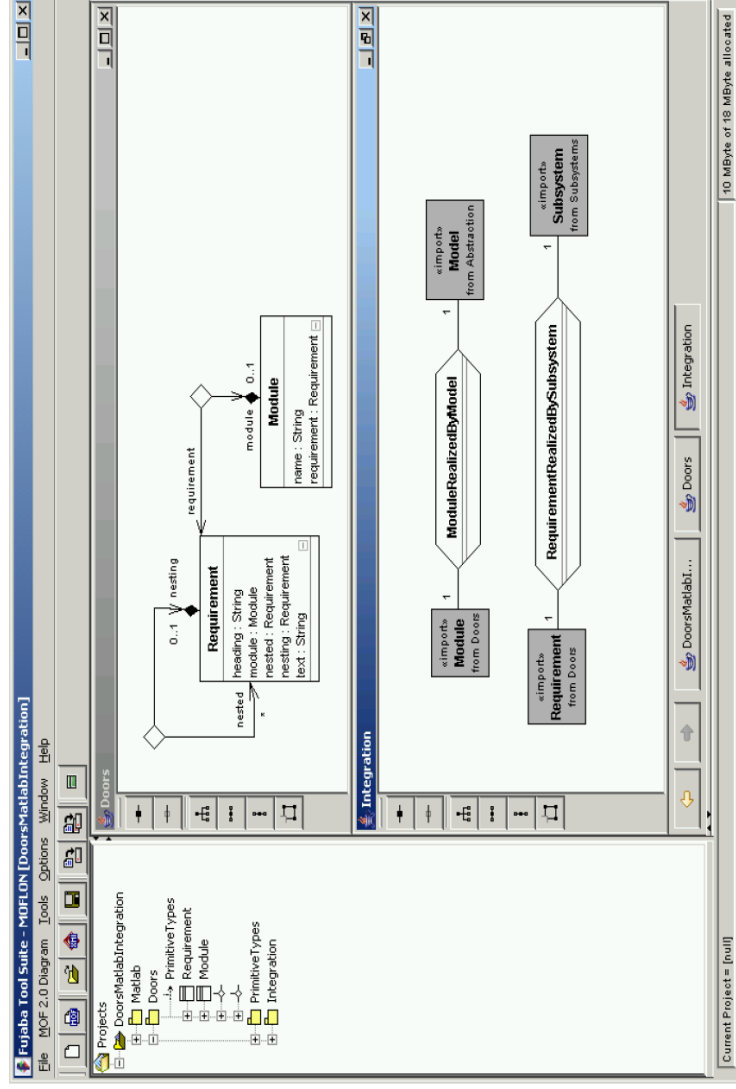 Fujaba Tool Suite - MOFLON [DoorsMatlabIntegration]
File MOF 2.0 Diagram Tools Options Window Help
Projects
DoorsMatlabIntegration
Matlab
Doors
PrimitiveTypes
Requirement
Module
PrimitiveTypes
Integration
Doors
0..1 nesting
nested
*
Requirement
heading : String
module : Module
nested : Requirement
nesting : Requirement
text : String
requirement
module 0..1
Module
name : String
requirement : Requirement
Integration
«import»
Module
from Doors
1
ModuleRealizedByModel
1
«import»
Model
from Abstraction
«import»
Requirement
from Doors
1
RequirementRealizedBySubsystem
1
«import»
Subsystem
from Subsystems
DoorsMatlabI...
Doors
Integration
Current Project = [null]
10 MByte of 18 MByte allocated